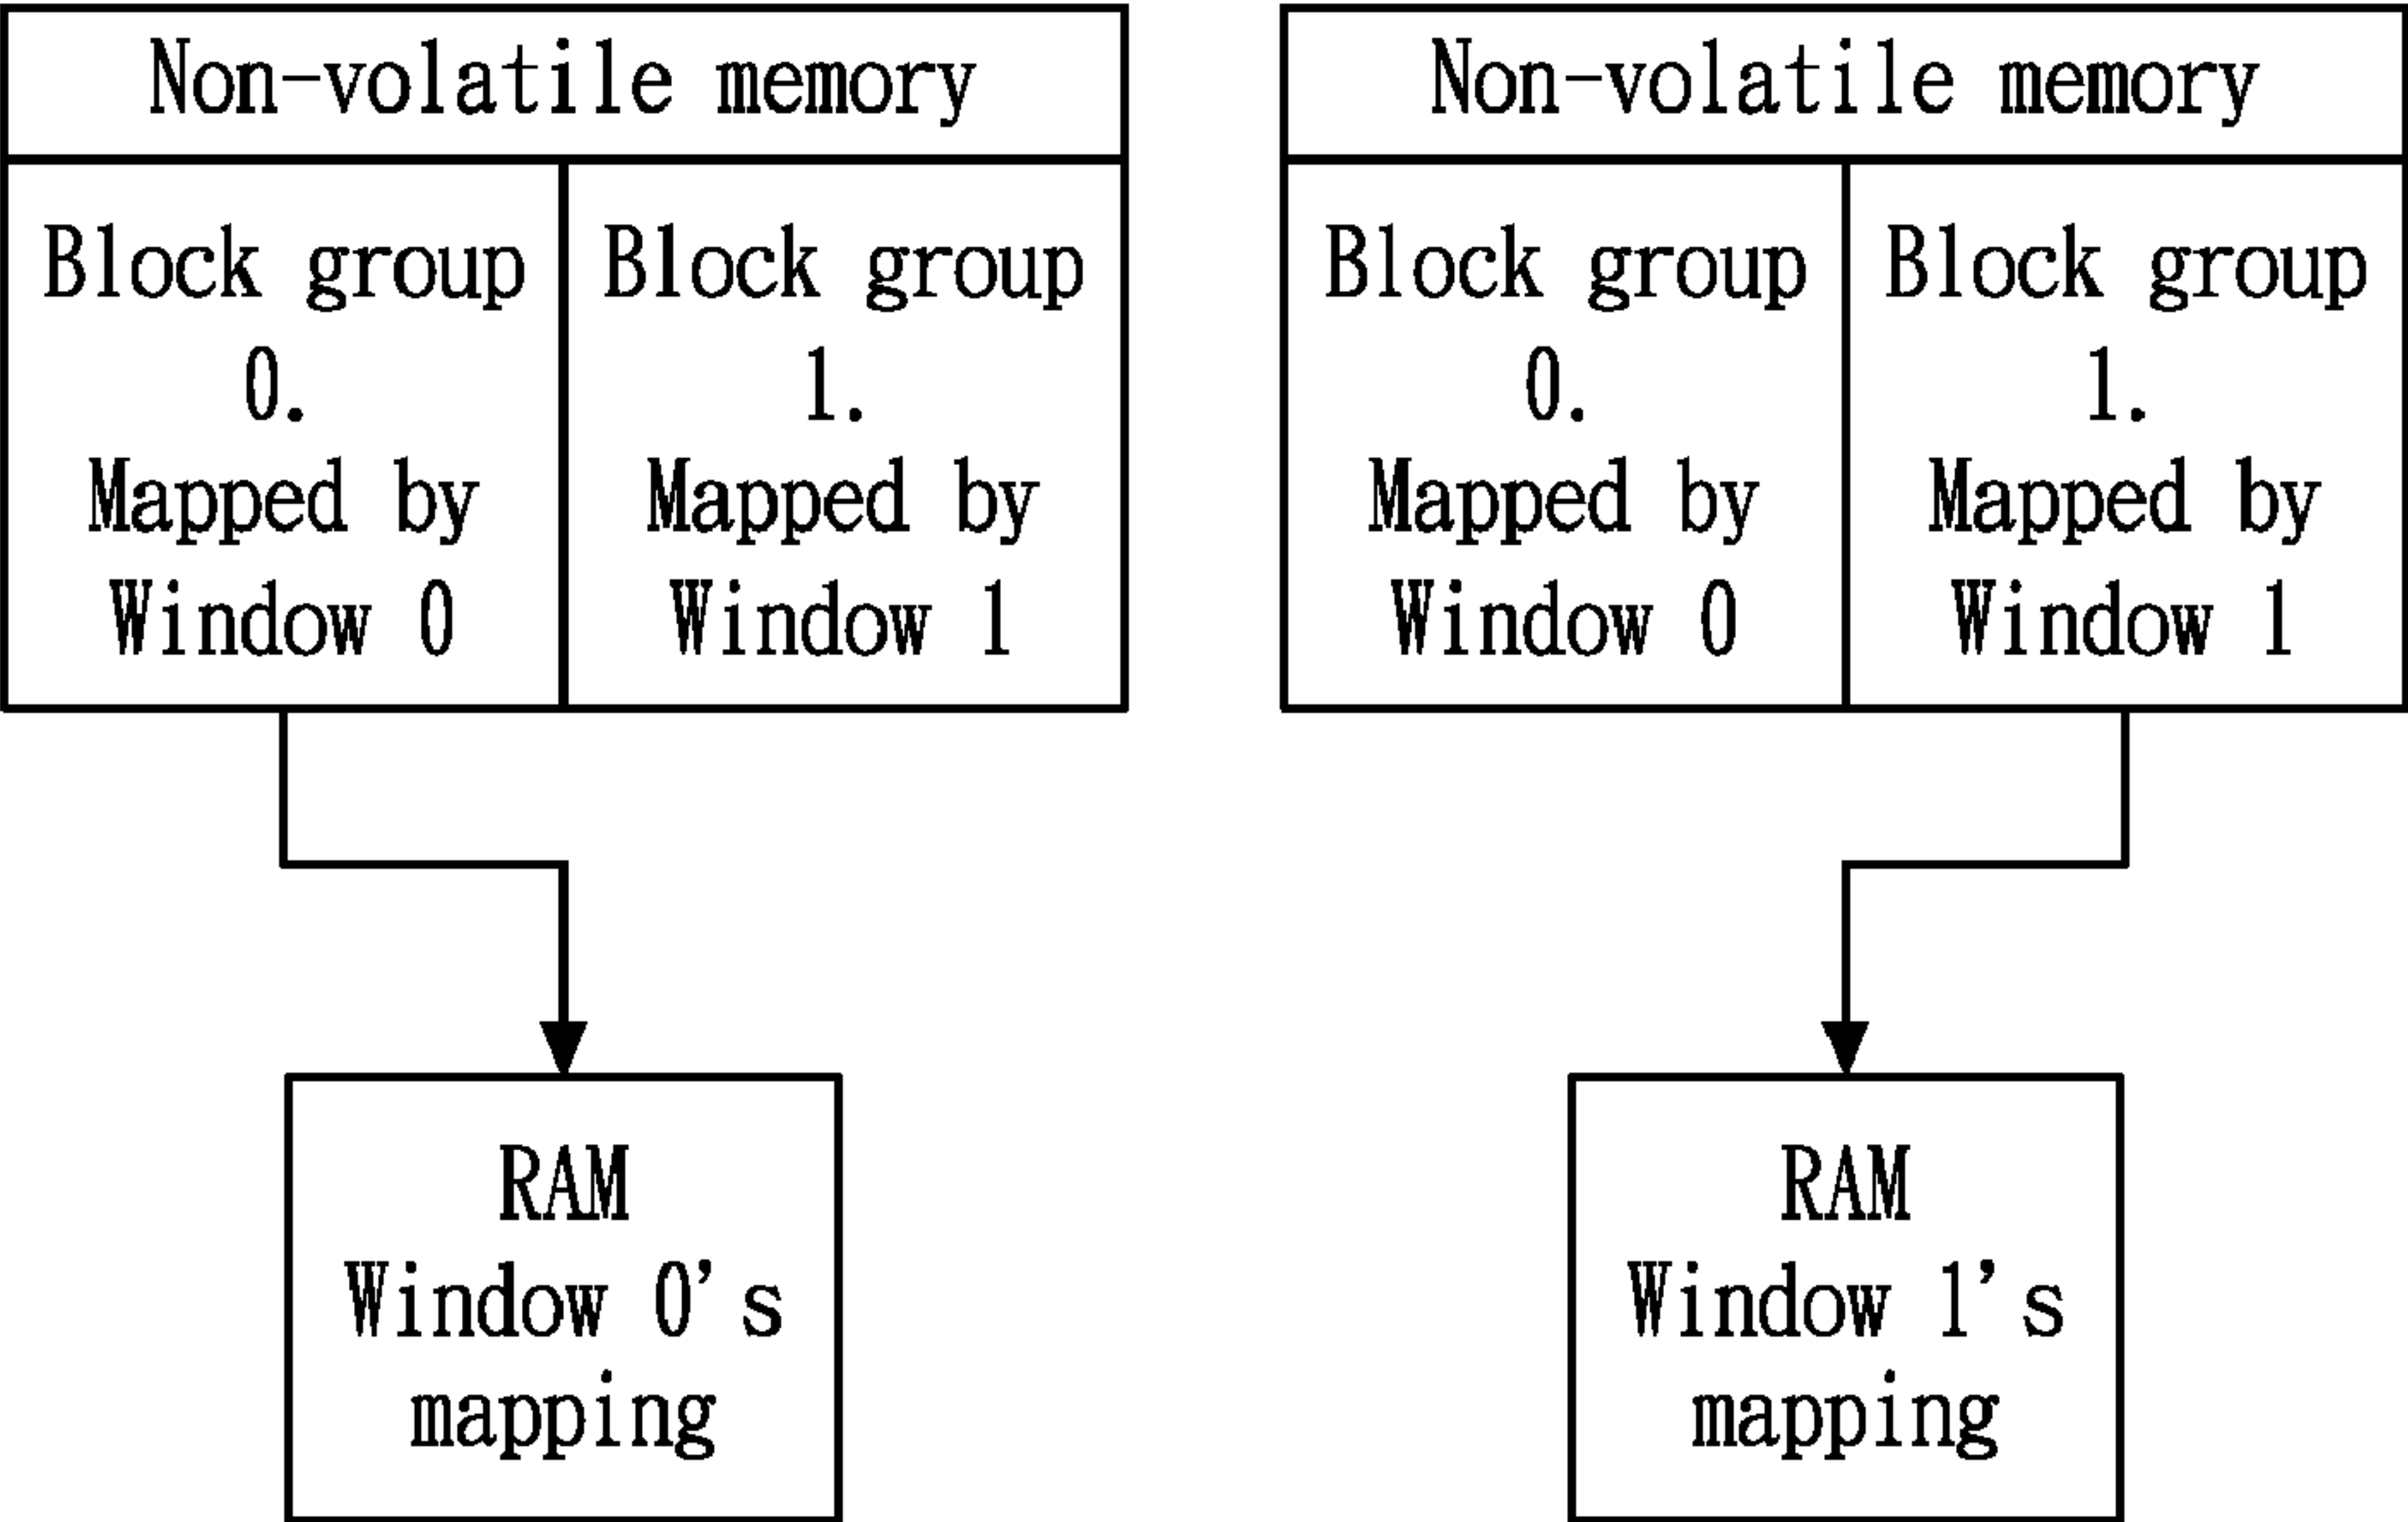 Non-volatile memory
Block group
0.
Mapped by
Window 0
Block group
1.
Mapped by
Window 1
RAM
Window 0's
mapping
Non-volatile memory
Block group
0.
Mapped by
Window 0
Block group
1.
Mapped by
Window 1
RAM
Window 1's
mapping